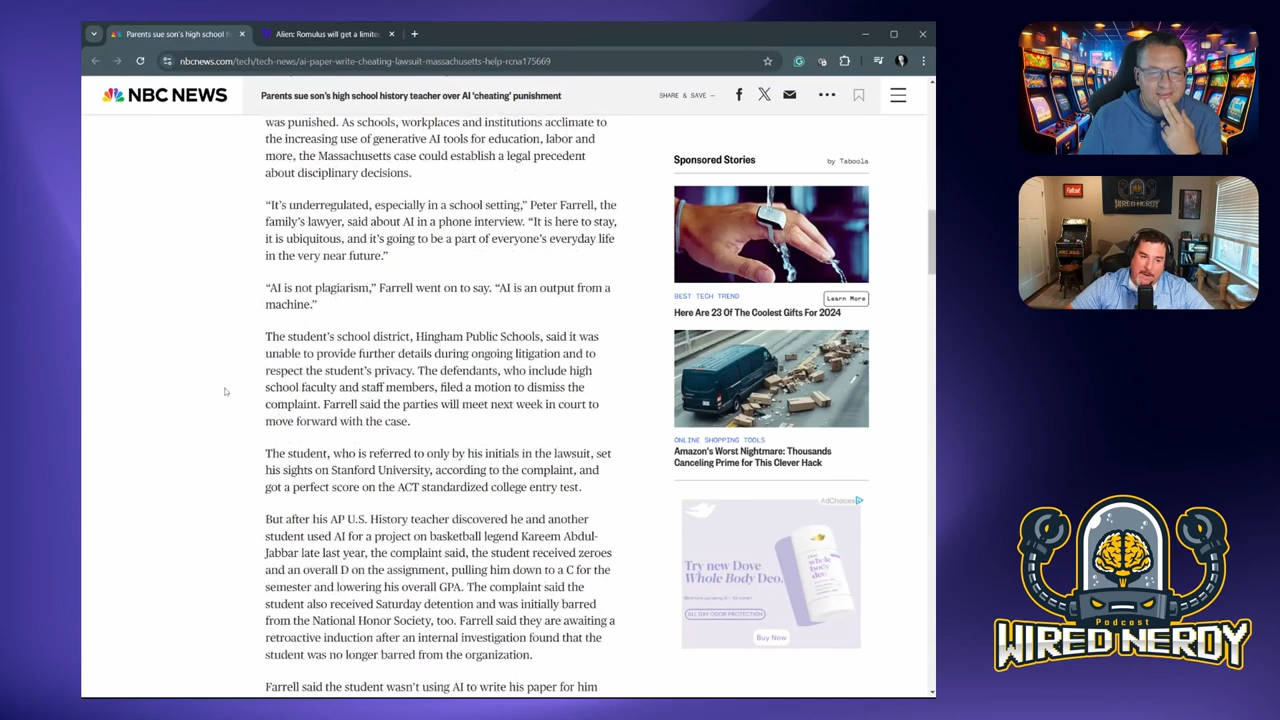 Parents sue son's high school h
Alien: Romulus will get a limite
nbcnews.com/tech/tech-news/ai-paper-write-cheating-lawsuit-massachusetts-help-rcna175669
NBC NEWS
Parents sue son's high school history teacher over AI 'cheating' punishment
SHARE & SAVE —
was punished. As schools, workplaces and institutions acclimate to
the increasing use of generative AI tools for education, labor and
more, the Massachusetts case could establish a legal precedent
about disciplinary decisions.
“It's underregulated, especially in a school setting,” Peter Farrell, the
family's lawyer, said about AI in a phone interview. “It is here to stay,
it is ubiquitous, and it's going to be a part of everyone's everyday life
in the very near future.”
“AI is not plagiarism,” Farrell went on to say. “AI is an output from a
machine.”
The student's school district, Hingham Public Schools, said it was
unable to provide further details during ongoing litigation and to
respect the student's privacy. The defendants, who include high
school faculty and staff members, filed a motion to dismiss the
complaint. Farrell said the parties will meet next week in court to
move forward with the case.
The student, who is referred to only by his initials in the lawsuit, set
his sights on Stanford University, according to the complaint, and
got a perfect score on the ACT standardized college entry test.
But after his AP U.S. History teacher discovered he and another
student used AI for a project on basketball legend Kareem Abdul-
Jabbar late last year, the complaint said, the student received zeroes
and an overall D on the assignment, pulling him down to a C for the
semester and lowering his overall GPA. The complaint said the
student also received Saturday detention and was initially barred
from the National Honor Society, too. Farrell said they are awaiting a
retroactive induction after an internal investigation found that the
student was no longer barred from the organization.
Farrell said the student wasn't using AI to write his paper for him
Sponsored Stories
by Taboola
BEST TECH TREND
Learn More
Here Are 23 Of The Coolest Gifts For 2024
ONLINE SHOPPING TOOLS
Amazon's Worst Nightmare: Thousands
Canceling Prime for This Clever Hack
AdChoices
Try new Dove
Whole Body Deo.
ALL DAY ODOR PROTECTION
Buy Now
whole
body
deo
Fallout
WIRED NERDY
Podcast
WIRED NERDY